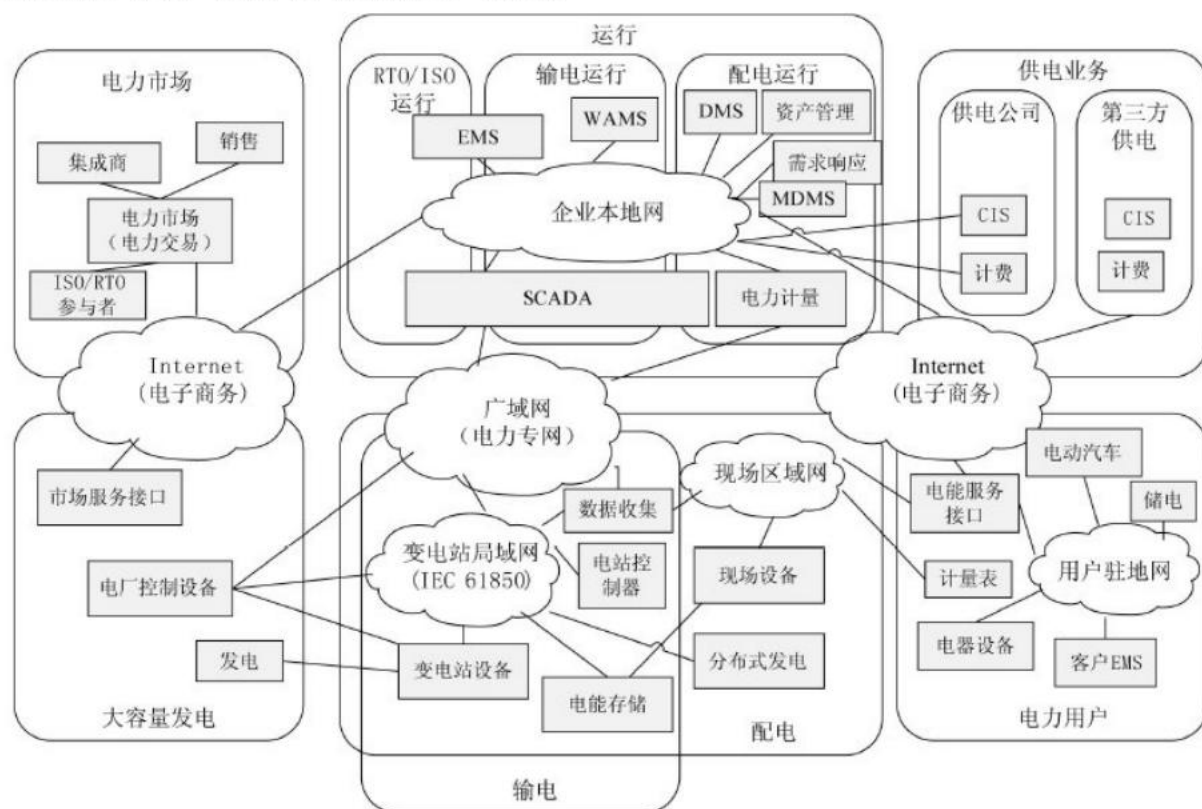 运行
电力市场
RTO/ISO
运行
输电运行
配电运行
供电业务
供电公司
第三方
供电
集成商
销售
EMS
WAMS
DMS
资产管理
需求响应
MDMS
电力市场
(电力交易)
企业本地网
CIS
CIS
ISO/RTO
参与者
SCADA
电力计量
计费
计费
Internet
(电子商务)
广域网
(电力专网)
Internet
(电子商务)
市场服务接口
数据收集
现场区域网
电动汽车
电能服务
接口
储电
电厂控制设备
变电站局域网
(IEC 61850)
电站控
制器
现场设备
计量表
用户驻地网
发电
变电站设备
分布式发电
电器设备
客户EMS
电能存储
大容量发电
配电
电力用户
输电